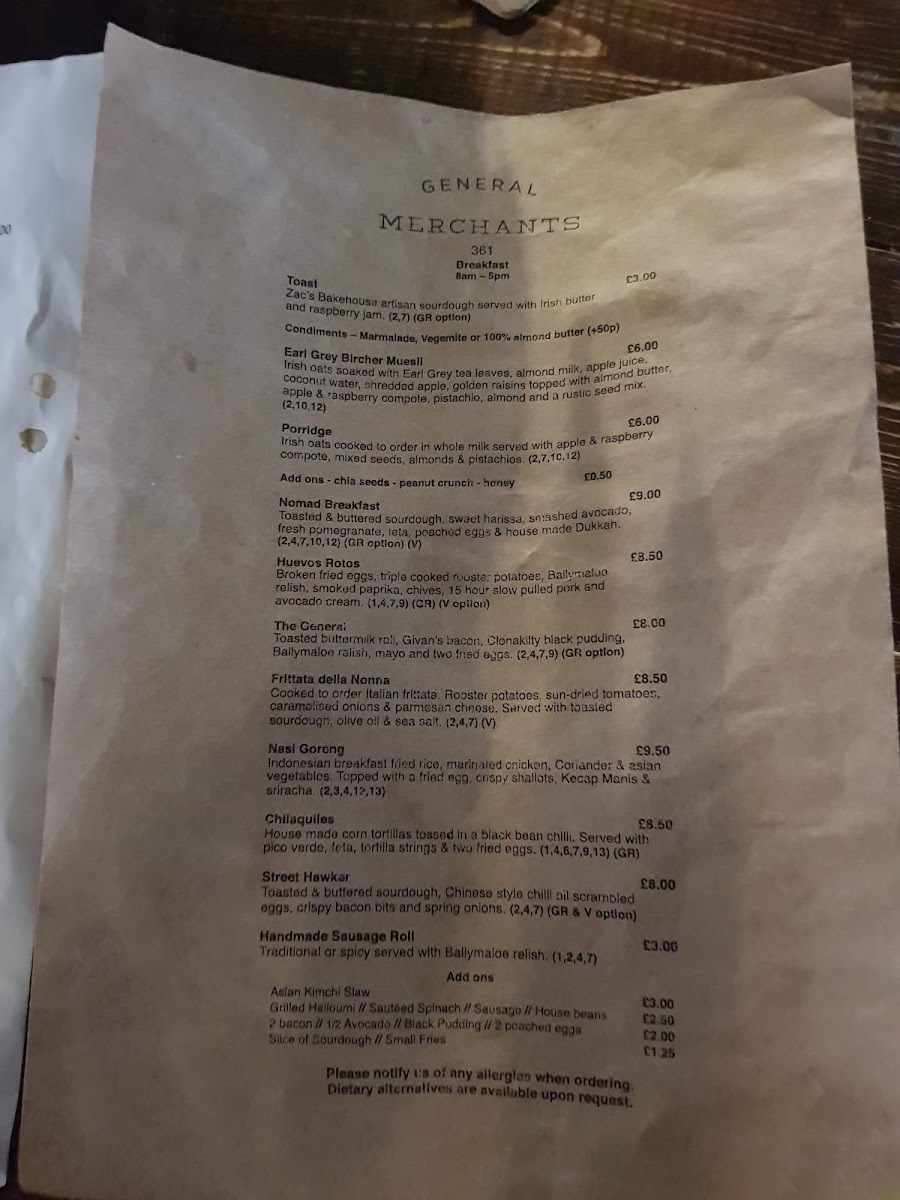 00
GENERAL
MERCHANTS
361
Breakfast
8am – 5pm
Toast £3.00
Zac's Bakehouse artisan sourdough served with Irish butter
and raspberry jam. (2,7) (GR option)
Condiments – Marmalade, Vegemite or 100% almond butter (+50p)
Earl Grey Bircher Muesli £6.00
Irish oats soaked with Earl Grey tea leaves, almond milk, apple juice,
coconut water, shredded apple, golden raisins topped with almond butter,
apple & raspberry compote, pistachio, almond and a rustic seed mix.
(2,10,12)
Porridge £6.00
Irish oats cooked to order in whole milk served with apple & raspberry
compote, mixed seeds, almonds & pistachios. (2,7,10,12)
Add ons - chia seeds - peanut crunch - honey £0.50
Nomad Breakfast £9.00
Toasted & buttered sourdough, sweet harissa, smashed avocado,
fresh pomegranate, feta, poached eggs & house made Dukkah.
(2,4,7,10,12) (GR option) (V)
Huevos Rotos £8.50
Broken fried eggs, triple cooked rooster potatoes, Ballymaloe
relish, smoked paprika, chives, 15 hour slow pulled pork and
avocado cream. (1,4,7,9) (GR) (V option)
The General £8.00
Toasted buttermilk roll, Givan's bacon, Clonakilty black pudding,
Ballymaloe relish, mayo and two fried eggs. (2,4,7,9) (GR option)
Frittata della Nonna £8.50
Cooked to order Italian frittata. Rooster potatoes, sun-dried tomatoes,
caramolised onions & parmesan cheese. Served with toasted
sourdough, olive oil & sea salt. (2,4,7) (V)
Nasi Goreng £9.50
Indonesian breakfast fried rice, marinated chicken, Coriander & asian
vegetables. Topped with a fried egg, crispy shallots, Kecap Manis &
sriracha. (2,3,4,12,13)
Chilaquiles £8.50
House made corn tortillas tossed in a black bean chilli. Served with
pico verde, feta, tortilla strings & two fried eggs. (1,4,6,7,9,13) (GR)
Street Hawker £8.00
Toasted & buttered sourdough, Chinese style chilli oil scrambled
eggs, crispy bacon bits and spring onions. (2,4,7) (GR & V option)
Handmade Sausage Roll £3.00
Traditional or spicy served with Ballymaloe relish. (1,2,4,7)
Add ons
Asian Kimchi Slaw £3.00
Grilled Halloumi // Sautéed Spinach // Sausage // House beans £2.50
2 bacon // 1/2 Avocado // Black Pudding // 2 poached eggs £2.00
Slice of Sourdough // Small Fries £1.25
Please notify us of any allergies when ordering.
Dietary alternatives are available upon request.